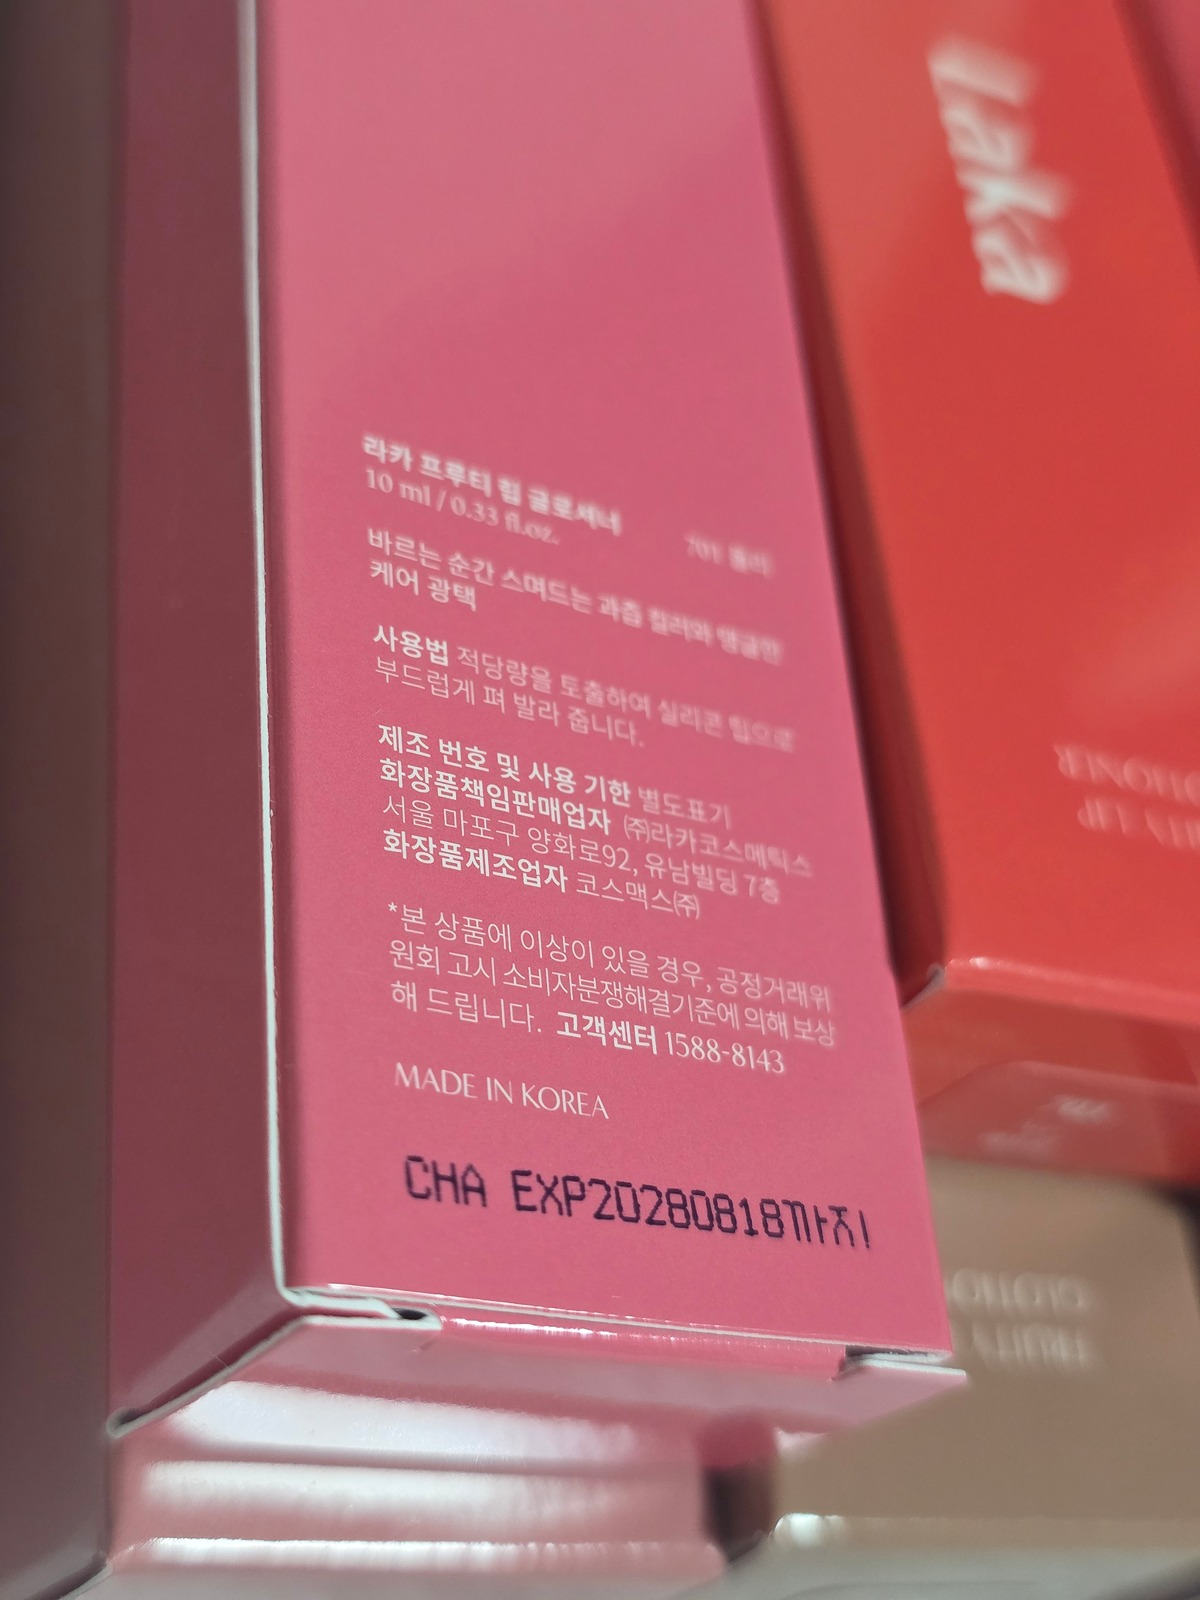 라카 프루티 립 글로셔너
10 ml / 0.33 fl.oz.
701
바르는 순간 스며드는 과즙 컬러와 탱글한
케어 광택
사용법 적당량을 토출하여 실리콘 팁으로
부드럽게 펴 발라 줍니다.
제조 번호 및 사용 기한 별도표기
화장품책임판매업자 ㈜라카코스메틱스
서울 마포구 양화로92, 유남빌딩 7층
화장품제조업자 코스맥스㈜
*본 상품에 이상이 있을 경우, 공정거래위
원회 고시 소비자분쟁해결기준에 의해 보상
해 드립니다. 고객센터 1588-8143
MADE IN KOREA
CHA EXP20280818까지
Laka